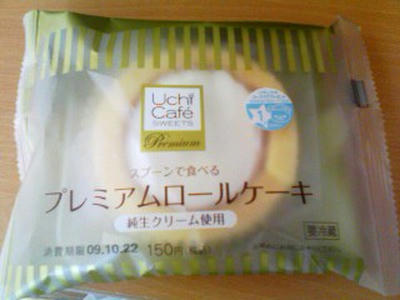 Uchi
Café
SWEETS
Premium
スプーンで食べる
プレミアムロールケーキ
純生クリーム使用
消費期限 09.10.22 150円(税込)
要冷蔵